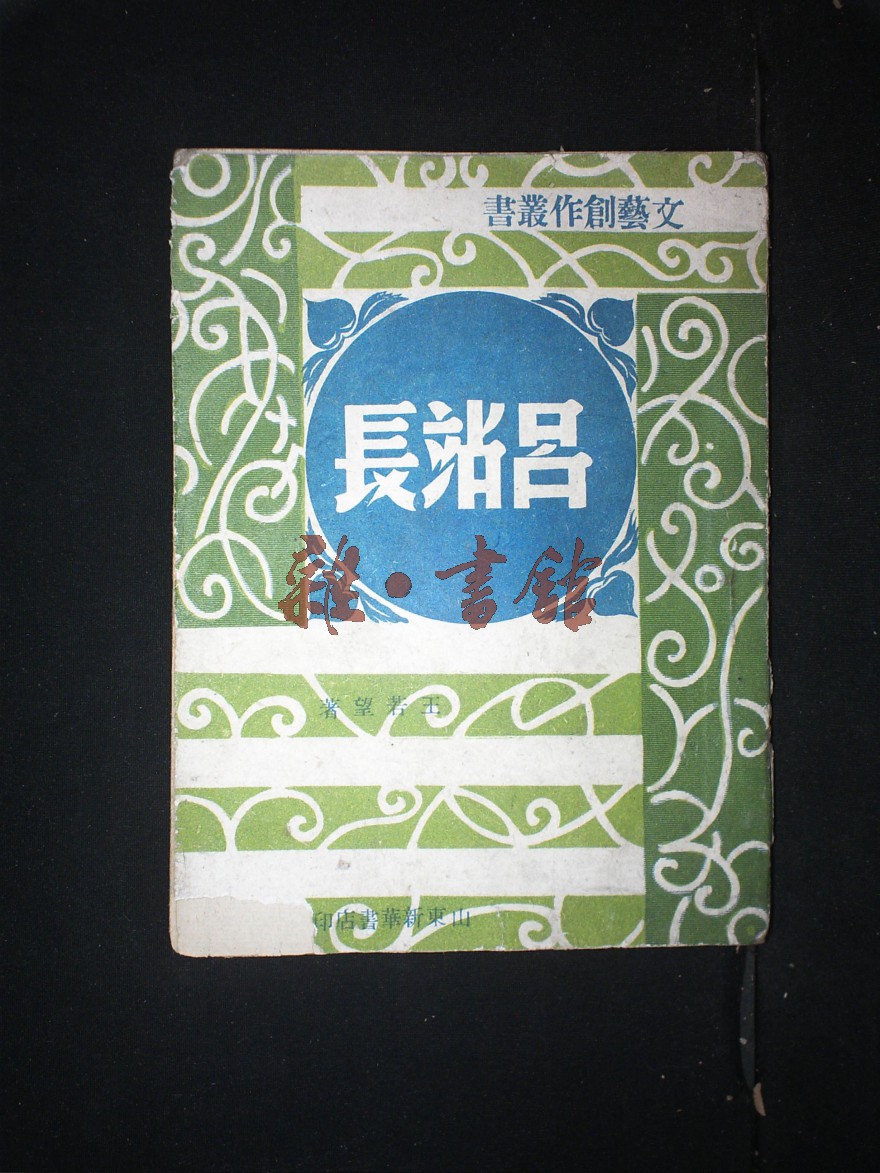 文藝創作叢書
呂站長
雜·書館
王若望著
山東新華書店印